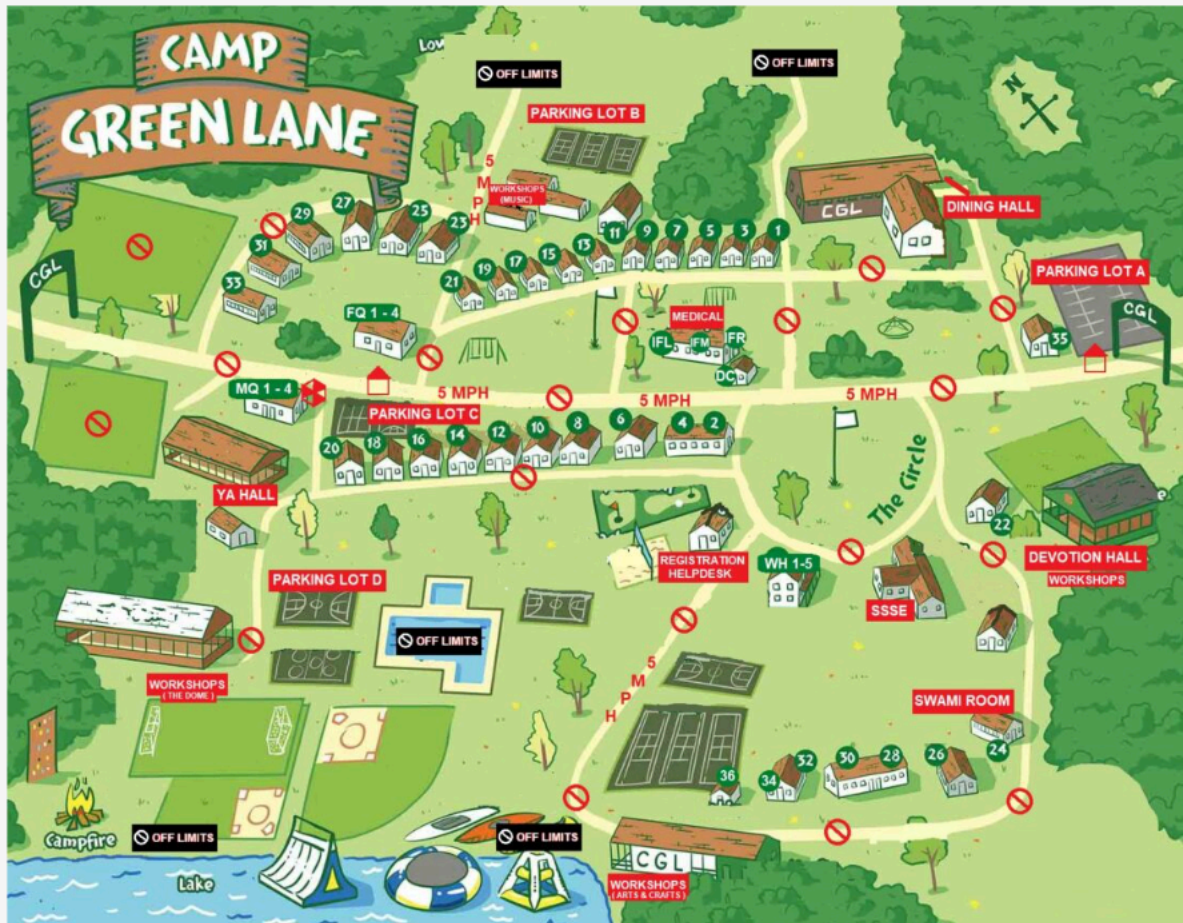 CAMP
GREEN LANE
Low
OFF LIMITS
OFF LIMITS
N
PARKING LOT B
5 MPH
WORKSHOPS
(MUSIC)
CGL
DINING HALL
29
27
25
23
31
33
21
19
17
15
13
11
9
7
5
3
1
PARKING LOT A
CGL
CGL
35
FQ 1 - 4
MEDICAL
IFL
IFM
IFR
DC
MQ 1 - 4
5 MPH
5 MPH
5 MPH
PARKING LOT C
20
18
16
14
12
10
8
6
4
2
YA HALL
The Circle
22
DEVOTION HALL
WORKSHOPS
REGISTRATION
HELPDESK
WH 1-5
SSSE
PARKING LOT D
OFF LIMITS
WORKSHOPS
( THE DOME )
5 MPH
SWAMI ROOM
24
26
28
30
32
34
36
Campfire
OFF LIMITS
OFF LIMITS
Lake
CGL
WORKSHOPS
( ARTS & CRAFTS )